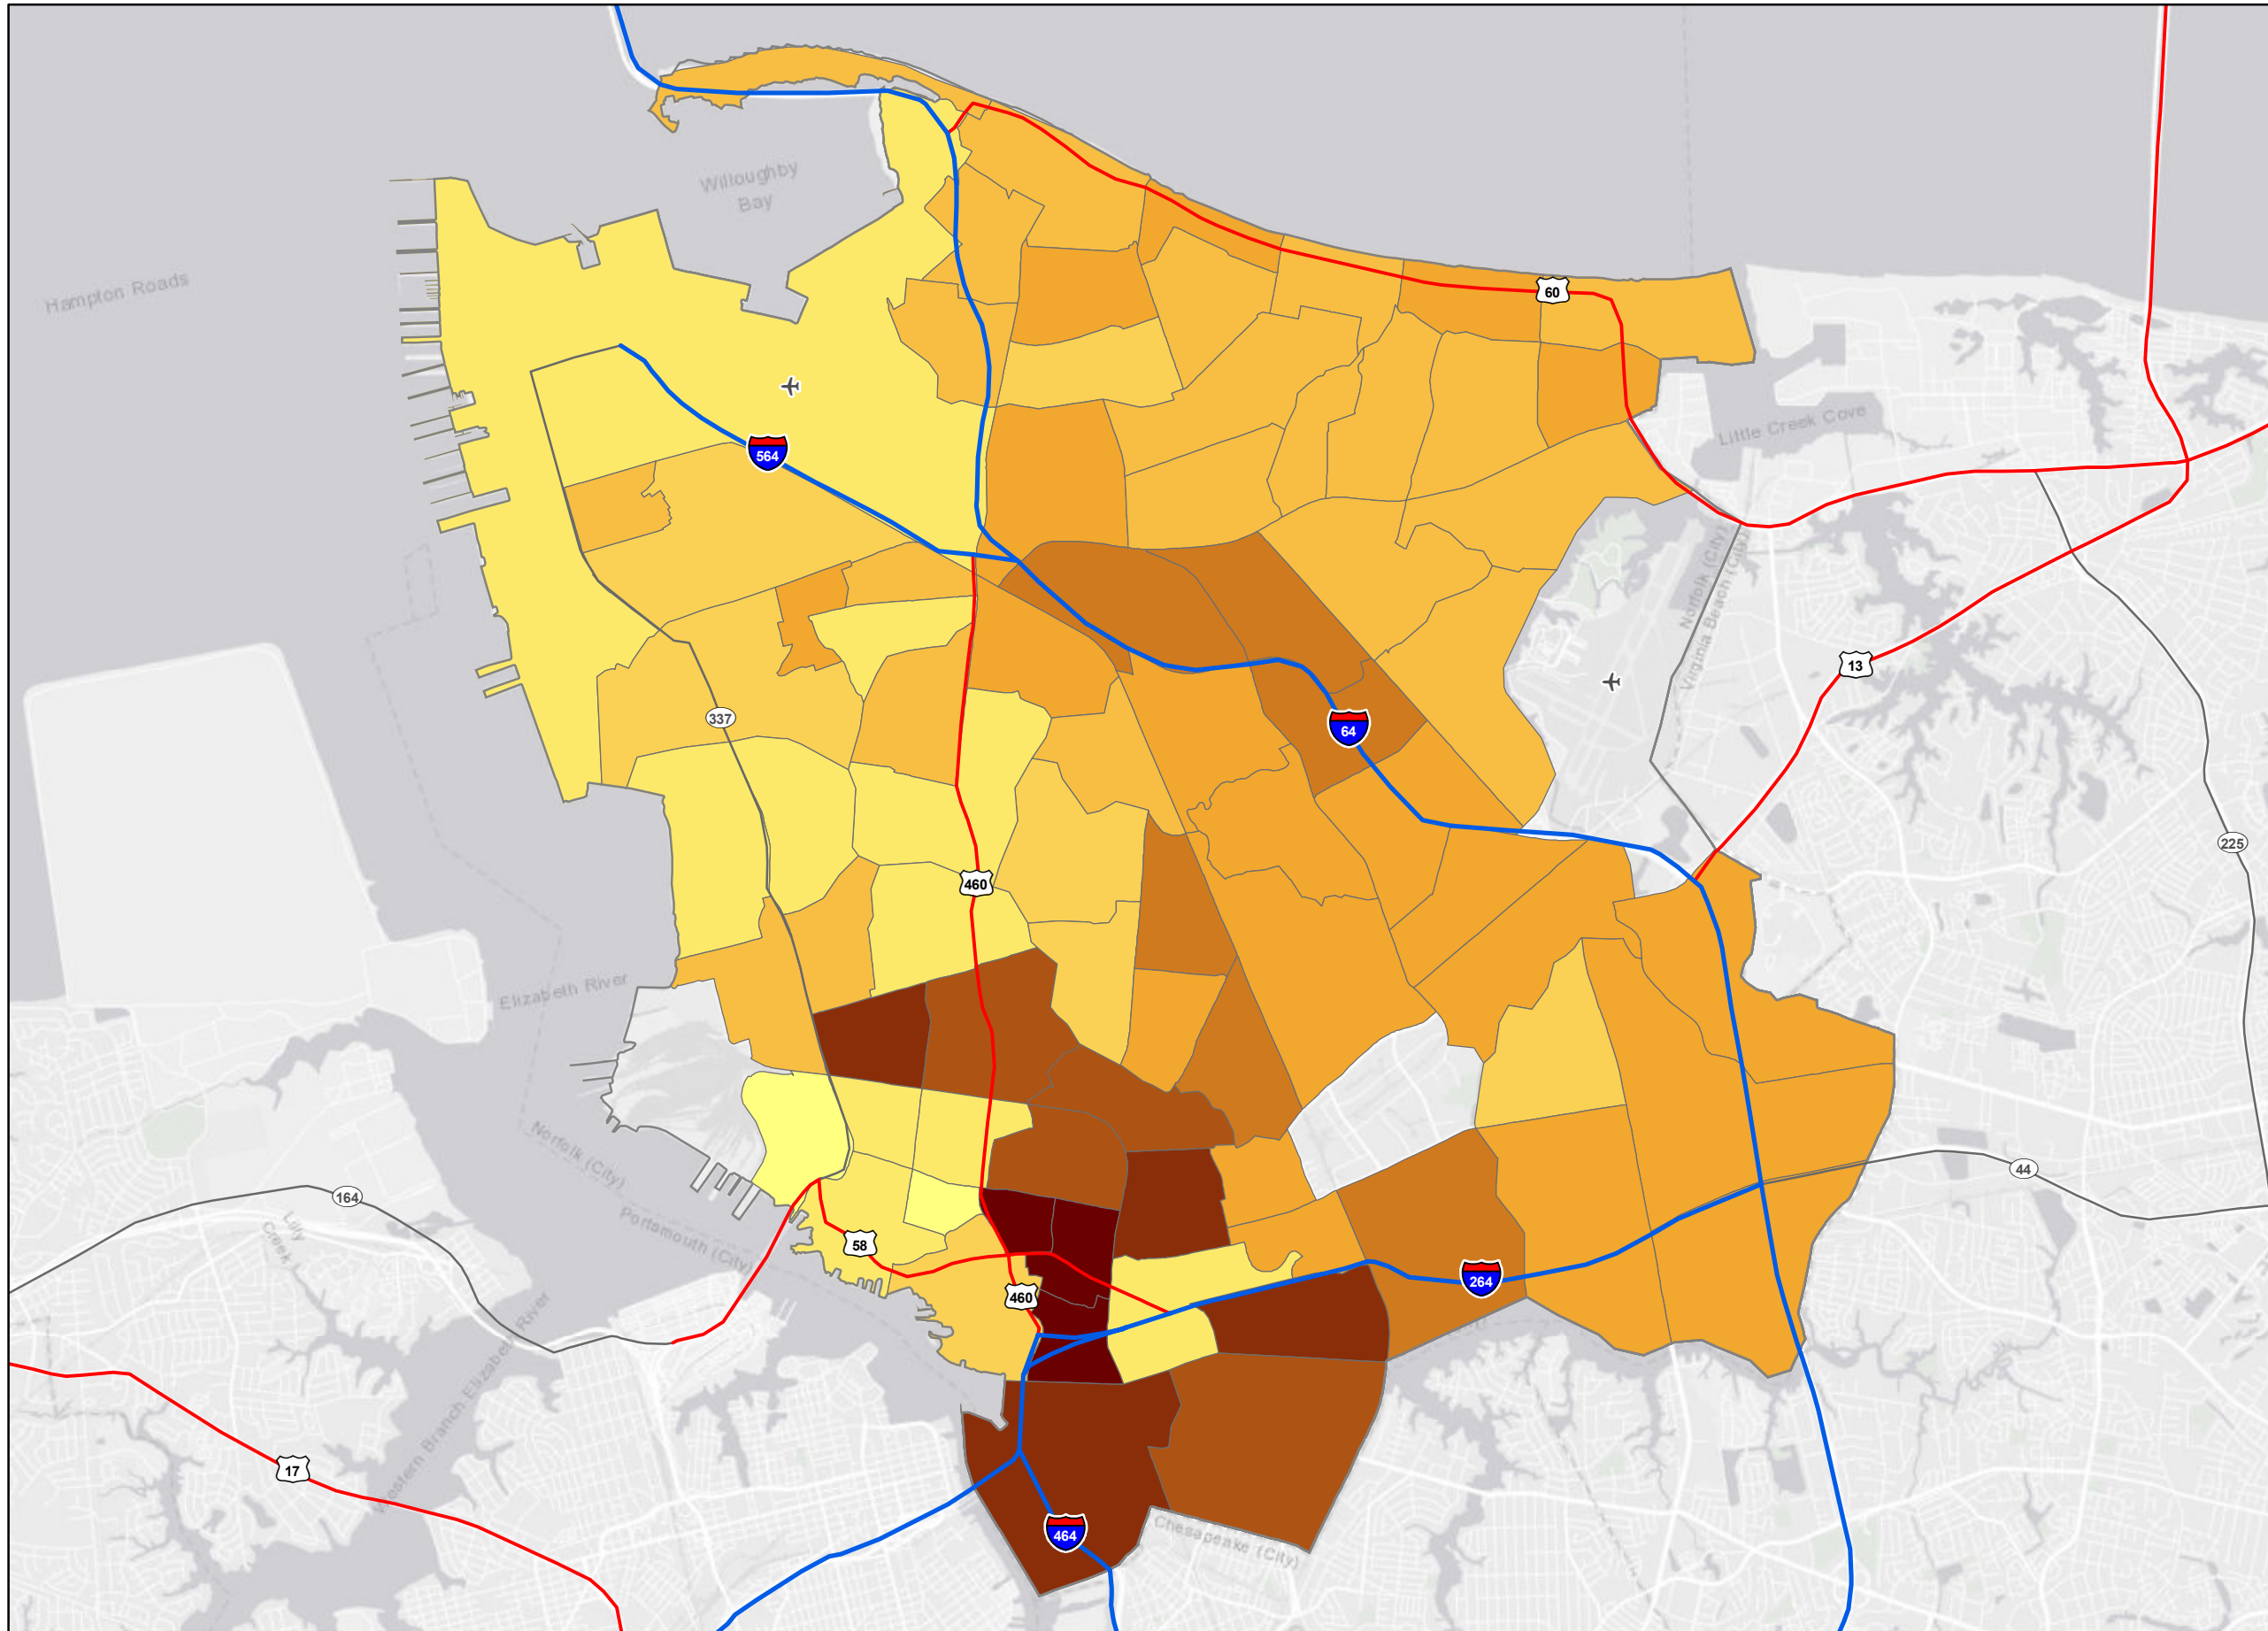 Willoughby
Bay
Hampton Roads
60
Little Creek Cove
564
Norfolk (City)
Virginia Beach (City)
13
337
64
225
460
Elizabeth River
Norfolk (City)
Portsmouth (City)
44
164
Lilly
Creek
58
264
460
Western Branch Elizabeth River
17
464
Chesapeake (City)